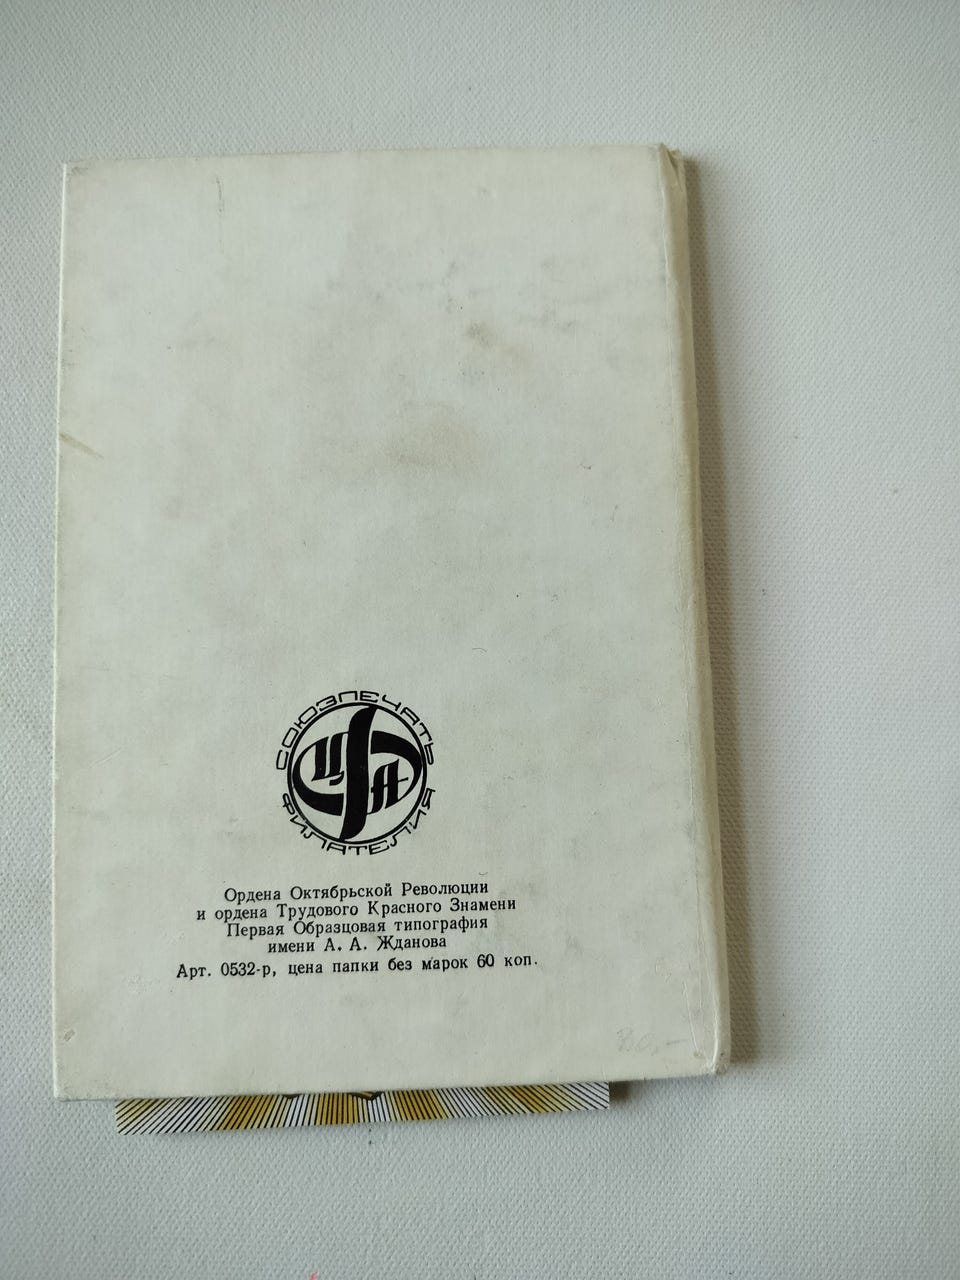 СОЮЗПЕЧАТЬ
ЦФА
ФИЛАТЕЛИЯ
Ордена Октябрьской Революции
и ордена Трудового Красного Знамени
Первая Образцовая типография
имени А. А. Жданова
Арт. 0532-р, цена папки без марок 60 коп.